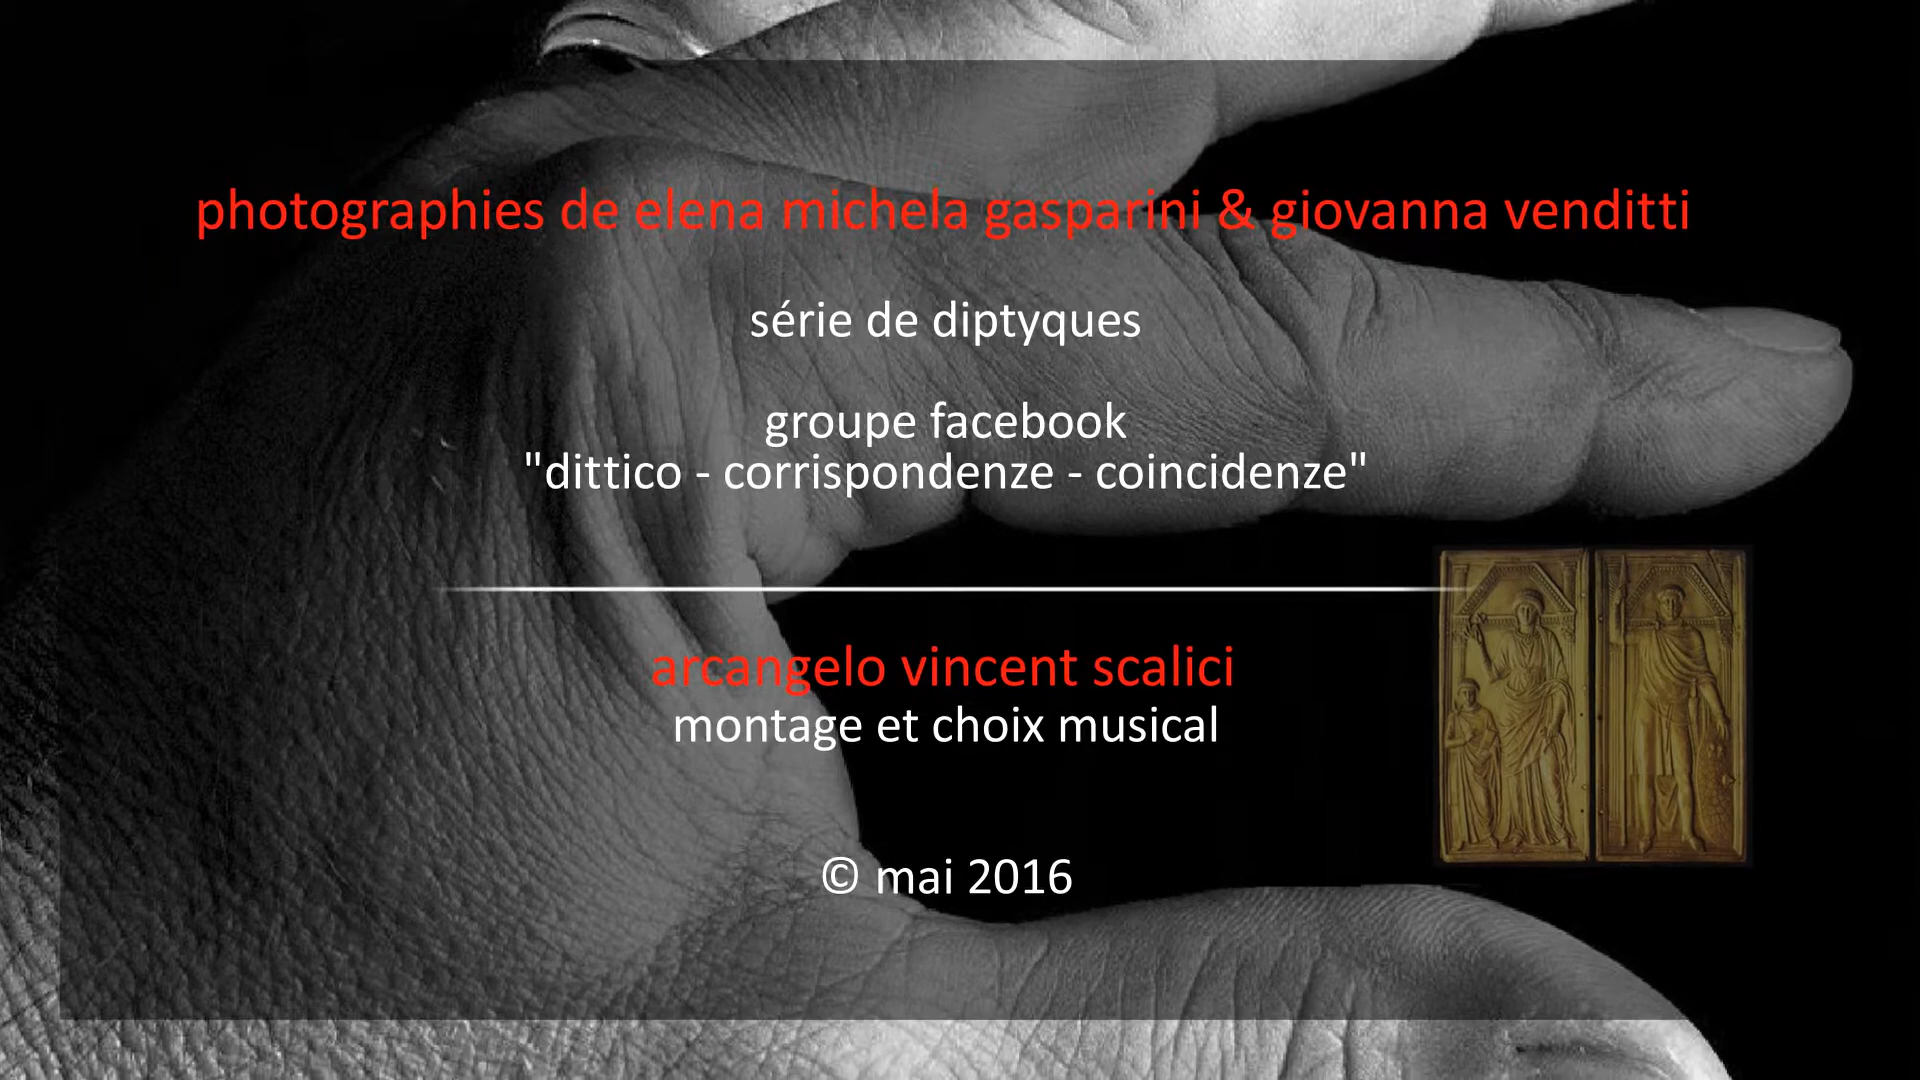 photographies de elena michela gasparini & giovanna venditti
série de diptyques
groupe facebook
"dittico - corrispondenze - coincidenze"
arcangelo vincent scalici
montage et choix musical
© mai 2016